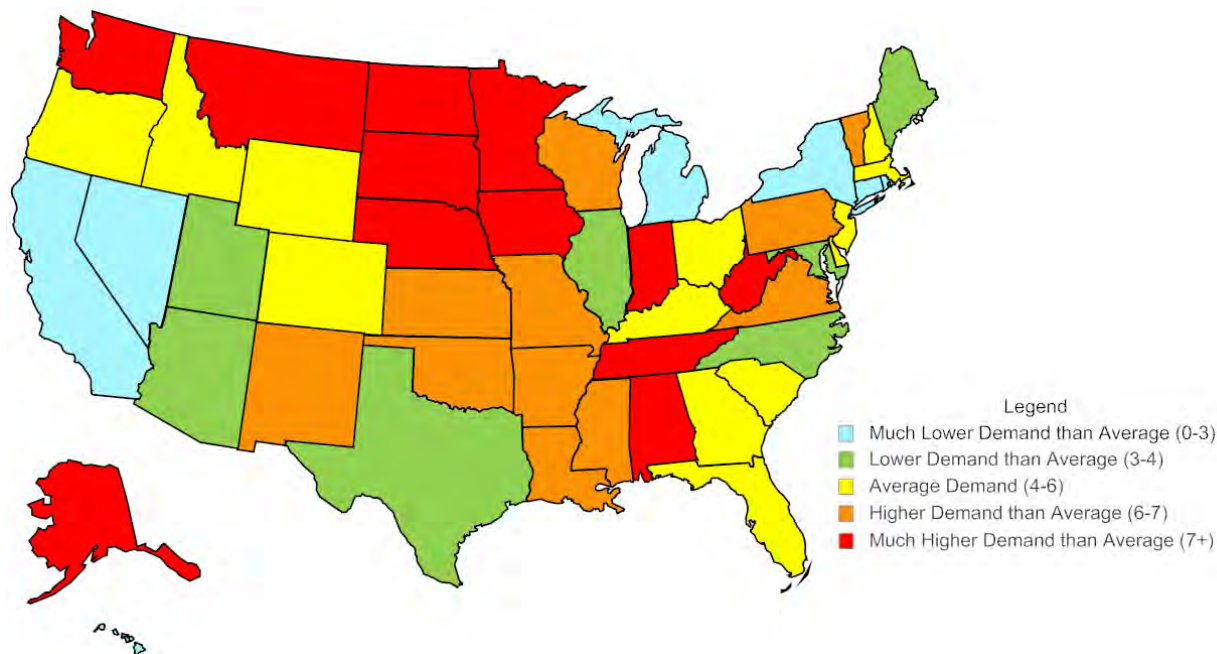 Legend
Much Lower Demand than Average (0-3)
Lower Demand than Average (3-4)
Average Demand (4-6)
Higher Demand than Average (6-7)
Much Higher Demand than Average (7+)